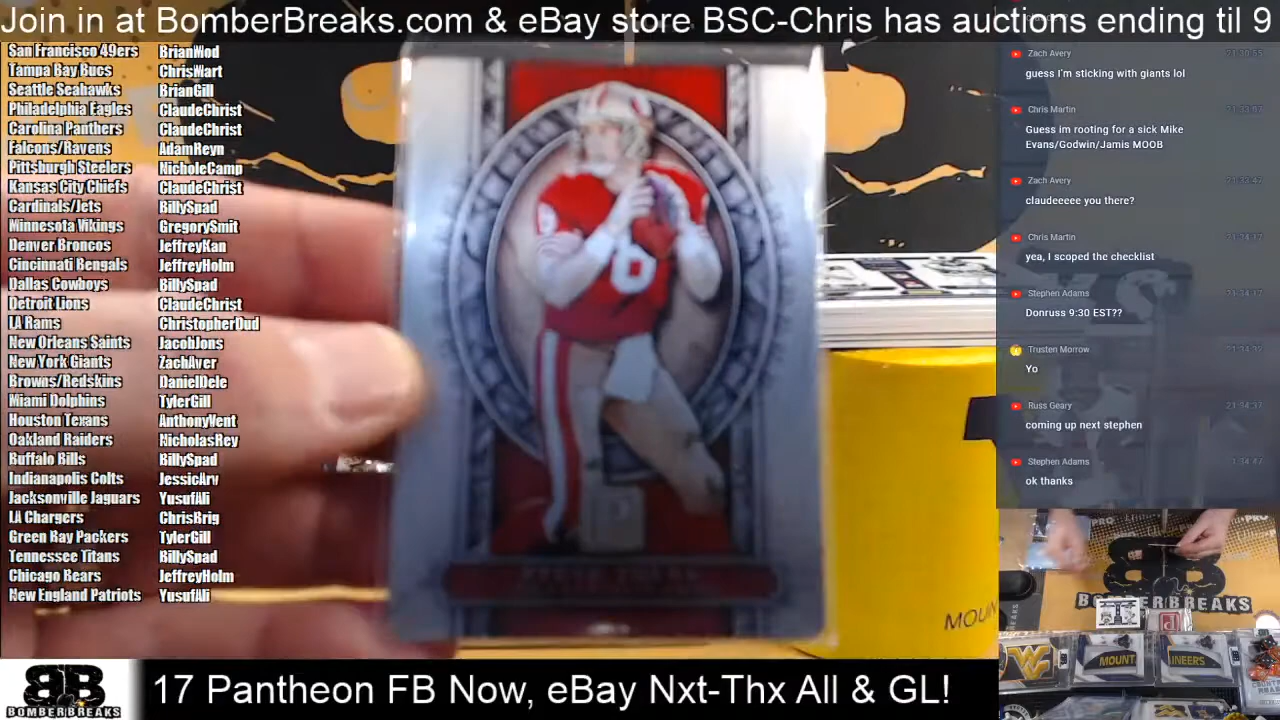 Join in at BomberBreaks.com & eBay store BSC-Chris has auctions ending til 9
San Francisco 49ers BrianWod
Tampa Bay Bucs ChrisWart
Seattle Seahawks BrianGill
Philadelphia Eagles ClaudeChrist
Carolina Panthers ClaudeChrist
Falcons/Ravens AdamReyn
Pittsburgh Steelers NicholeCamp
Kansas City Chiefs ClaudeChrist
Cardinals/Jets BillySpad
Minnesota Vikings GregorySmit
Denver Broncos JeffreyKan
Cincinnati Bengals JeffreyHolm
Dallas Cowboys BillySpad
Detroit Lions ClaudeChrist
LA Rams ChristopherDud
New Orleans Saints JacobJons
New York Giants ZachAver
Browns/Redskins DanielDele
Miami Dolphins TylerGill
Houston Texans AnthonyVent
Oakland Raiders NicholasRey
Buffalo Bills BillySpad
Indianapolis Colts JessicArv
Jacksonville Jaguars YusufAli
LA Chargers ChrisBrig
Green Bay Packers TylerGill
Tennessee Titans BillySpad
Chicago Bears JeffreyHolm
New England Patriots YusufAli
8
MOUN
Zach Avery
guess I'm sticking with giants lol
Chris Martin
Guess im rooting for a sick Mike
Evans/Godwin/Jamis MOOB
Zach Avery
claudeeeee you there?
Chris Martin
yea, I scoped the checklist
Stephen Adams
Donruss 9:30 EST??
Trusten Morrow
Yo
Russ Geary
coming up next stephen
Stephen Adams
ok thanks
BOMBERBREAKS
MOUNT
INEERS
BB
BOMBERBREAKS
17 Pantheon FB Now, eBay Nxt-Thx All & GL!